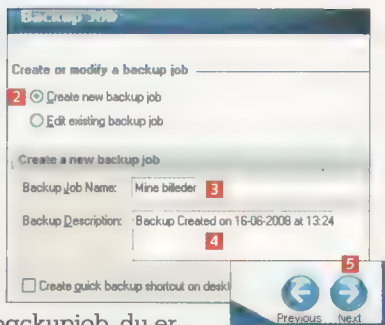 Backup Job
Create or modify a backup job
2 Create new backup job
Edit existing backup job
Create a new backup job
Backup Job Name: Mine billeder 3
Backup Description: Backup Created on 16-06-2008 at 13:24
4
Create quick backup shortcut on deskt
5
Previous Next
du er